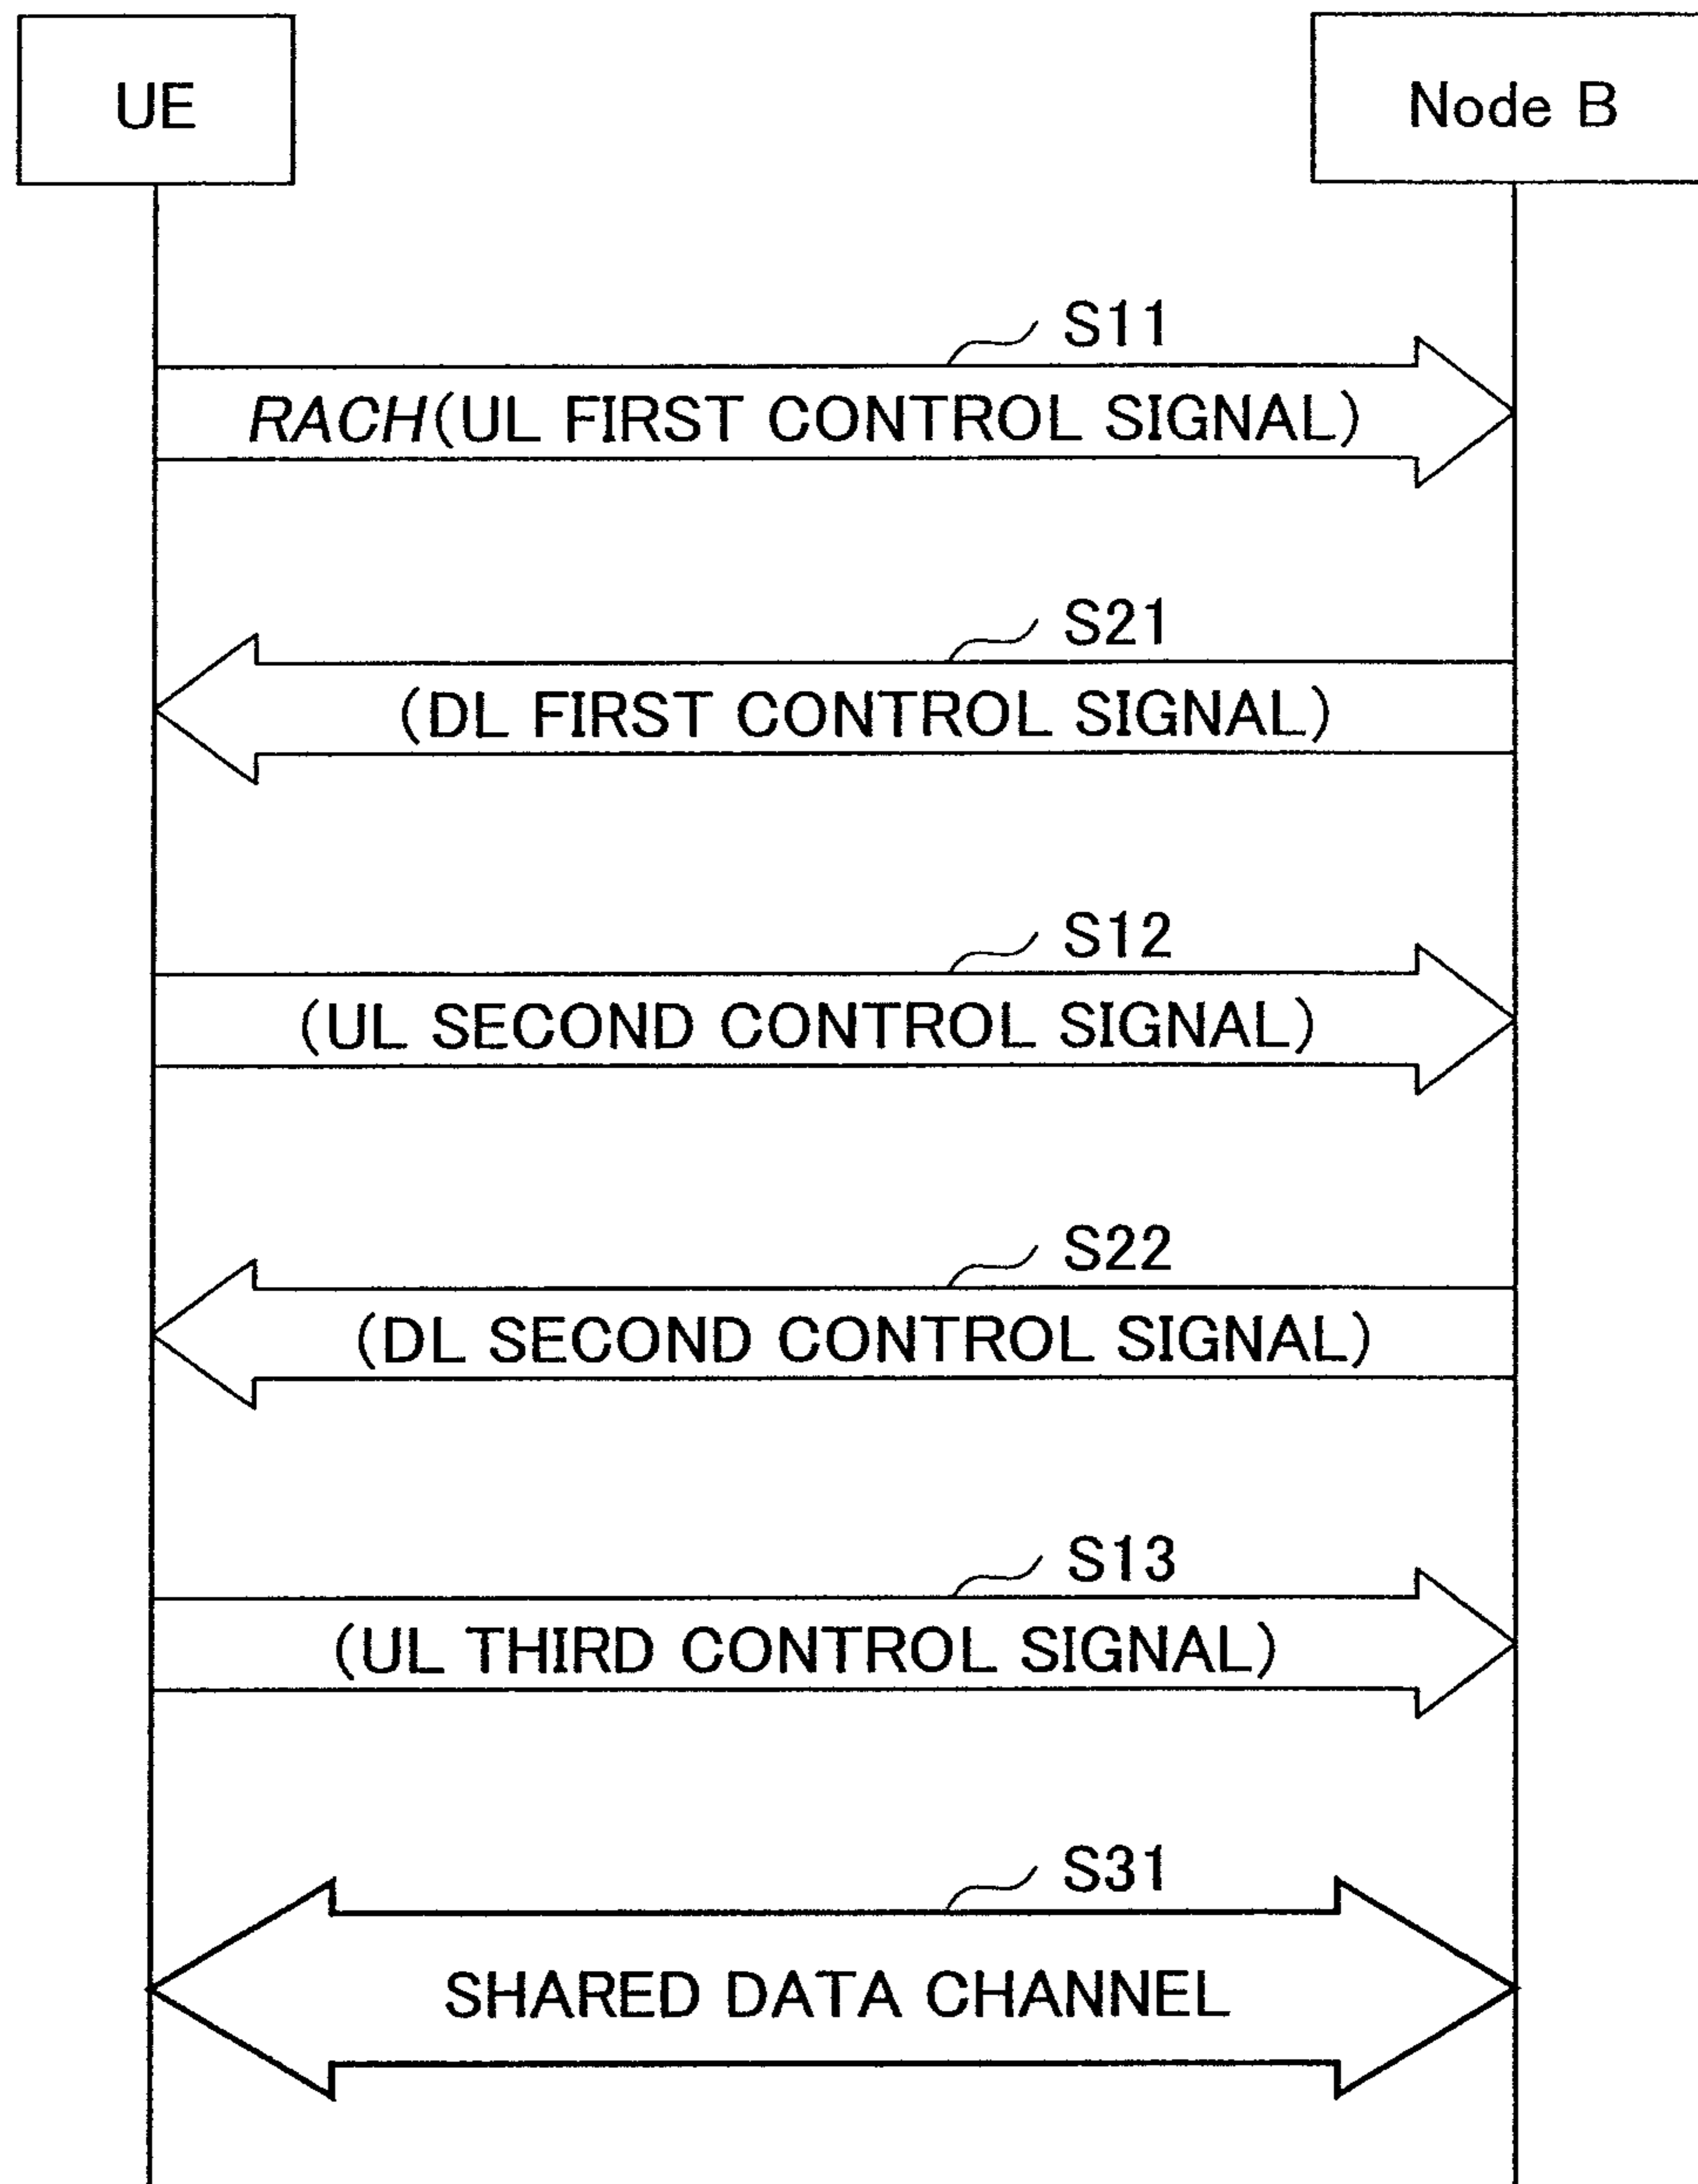 UE
Node B
S11
RACH(UL FIRST CONTROL SIGNAL)
S21
(DL FIRST CONTROL SIGNAL)
S12
(UL SECOND CONTROL SIGNAL)
S22
(DL SECOND CONTROL SIGNAL)
S13
(UL THIRD CONTROL SIGNAL)
S31
SHARED DATA CHANNEL